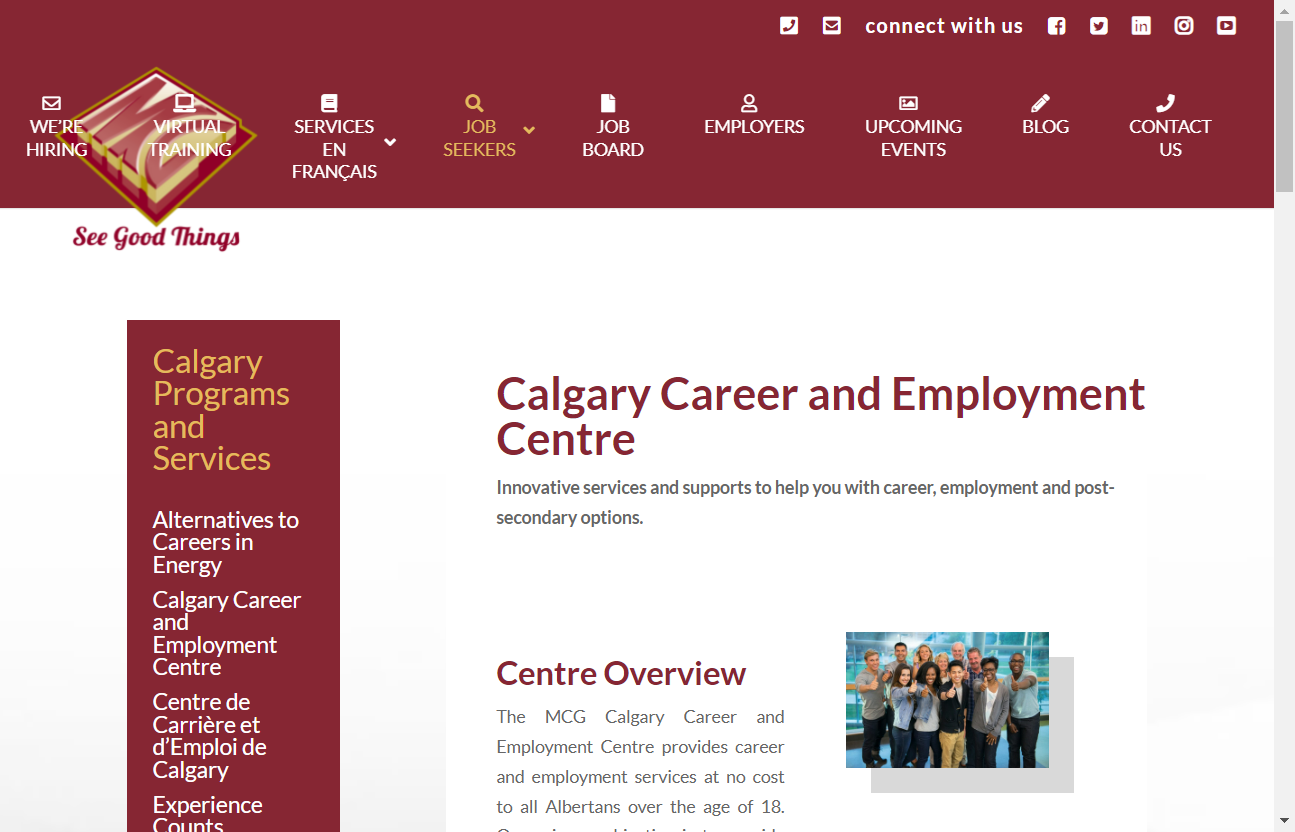 connect with us
WE'RE
HIRING
VIRTUAL
TRAINING
SERVICES
EN
FRANÇAIS
JOB
SEEKERS
JOB
BOARD
EMPLOYERS
UPCOMING
EVENTS
BLOG
CONTACT
US
See Good Things
Calgary
Programs
and
Services
Alternatives to
Careers in
Energy
Calgary Career
and
Employment
Centre
Centre de
Carrière et
d'Emploi de
Calgary
Experience
Counts
Calgary Career and Employment
Centre
Innovative services and supports to help you with career, employment and post-
secondary options.
Centre Overview
The MCG Calgary Career and
Employment Centre provides career
and employment services at no cost
to all Albertans over the age of 18.